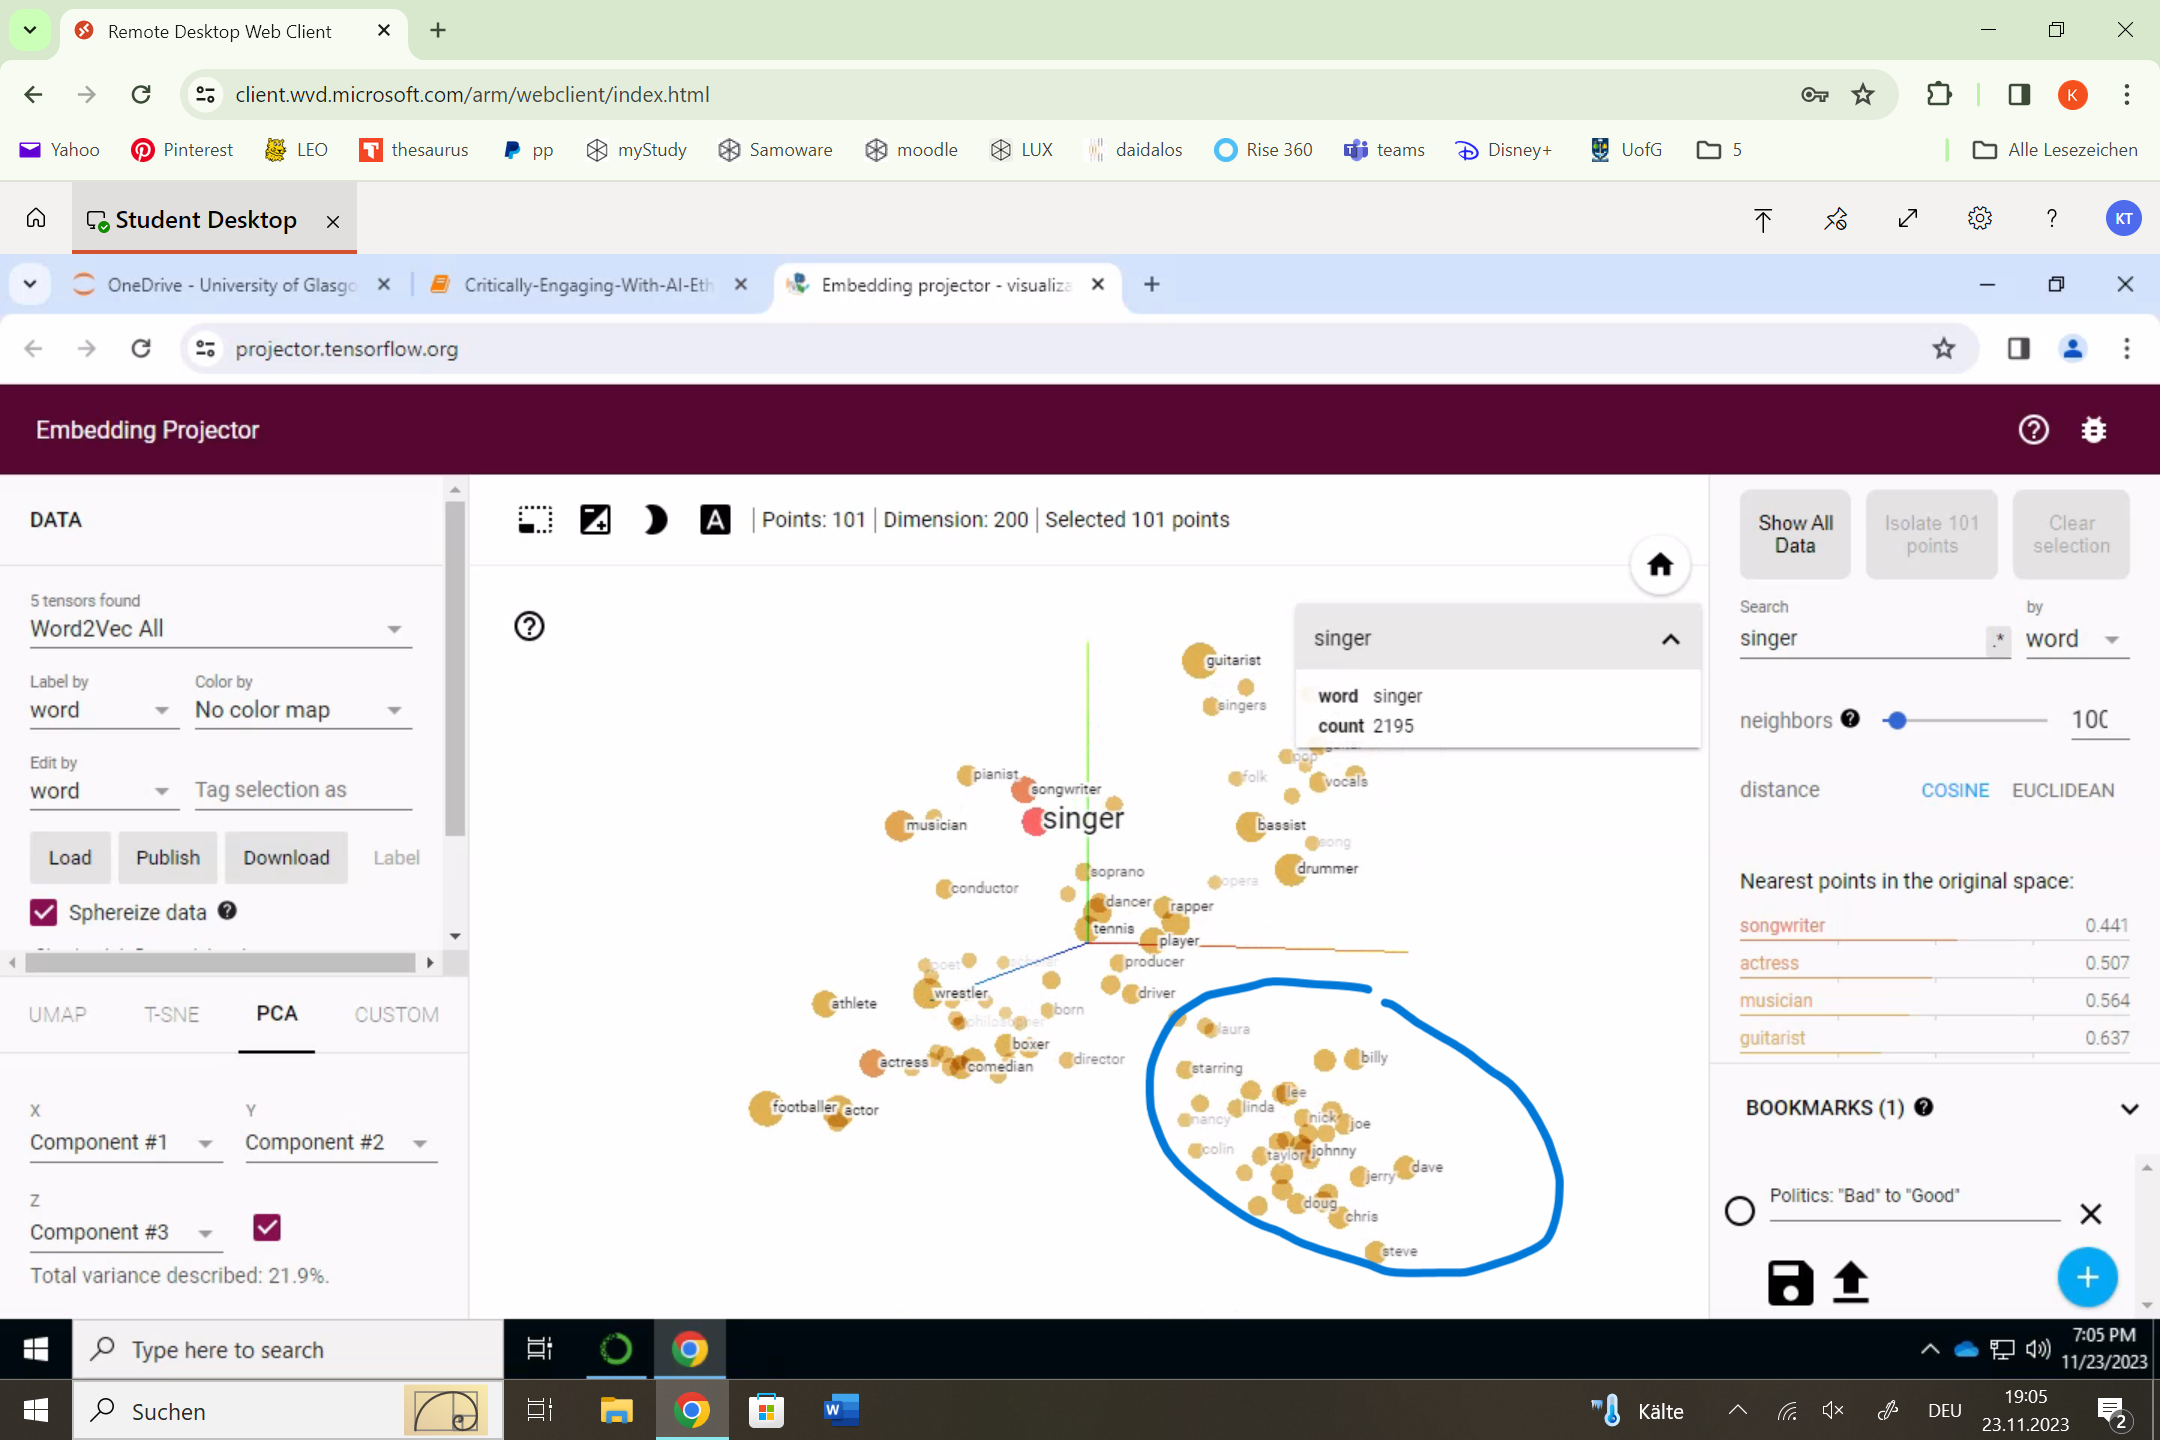 Remote Desktop Web Client
client.wvd.microsoft.com/arm/webclient/index.html
K
Yahoo Pinterest LEO thesaurus pp myStudy Samoware moodle LUX daidalos Rise 360 teams Disney+ UofG 5 Alle Lesezeichen
Student Desktop
KT
OneDrive - University of Glasgo Critically-Engaging-With-AI-Eth Embedding projector - visualiza
projector.tensorflow.org
Embedding Projector
DATA
5 tensors found
Word2Vec All
Label by Color by
word No color map
Edit by
word Tag selection as
Load Publish Download Label
Sphereize data
UMAP T-SNE PCA CUSTOM
X Y
Component #1 Component #2
Z
Component #3
Total variance described: 21.9%.
A | Points: 101 | Dimension: 200 | Selected 101 points
singer
word singer
count 2195
guitarist
singers
pop
folk
vocals
pianist
songwriter
singer
musician
bassist
song
drummer
soprano
opera
conductor
dancer
rapper
tennis
player
poet
producer
wrestler
driver
athlete
born
philosopher
boxer
actress
comedian
director
footballer
actor
laura
starring
billy
lee
linda
nancy
nick
joe
colin
taylor
johnny
jerry
dave
doug
chris
steve
Show All Data
Isolate 101 points
Clear selection
Search by
singer .* word
neighbors 100
distance COSINE EUCLIDEAN
Nearest points in the original space:
songwriter 0.441
actress 0.507
musician 0.564
guitarist 0.637
BOOKMARKS (1)
Politics: "Bad" to "Good"
Type here to search
7:05 PM
11/23/2023
Suchen
W
Kälte
DEU
19:05
23.11.2023
2